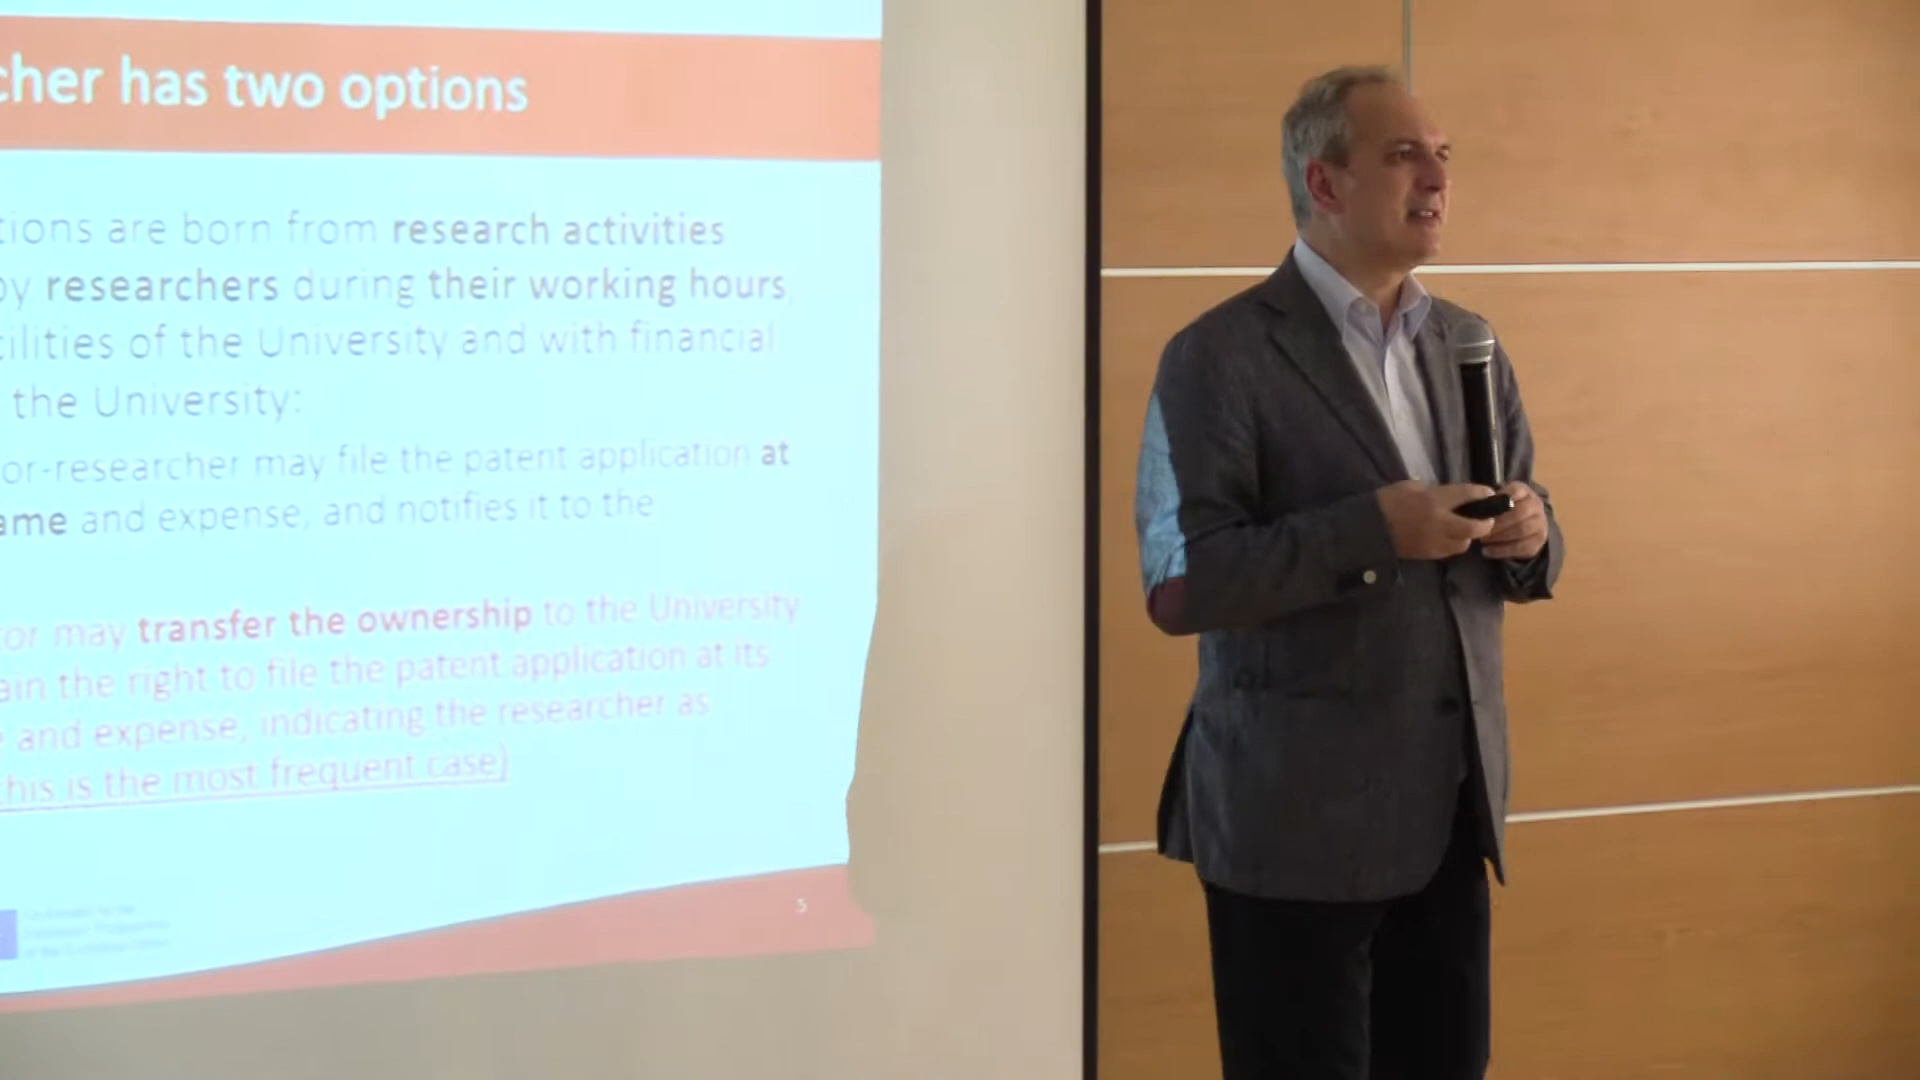 cher has two options
tions are born from research activities
by researchers during their working hours,
cilities of the University and with financial
the University:
or-researcher may file the patent application at
ame and expense, and notifies it to the
or may transfer the ownership to the University
ain the right to file the patent application at its
e and expense, indicating the researcher as
this is the most frequent case)
5